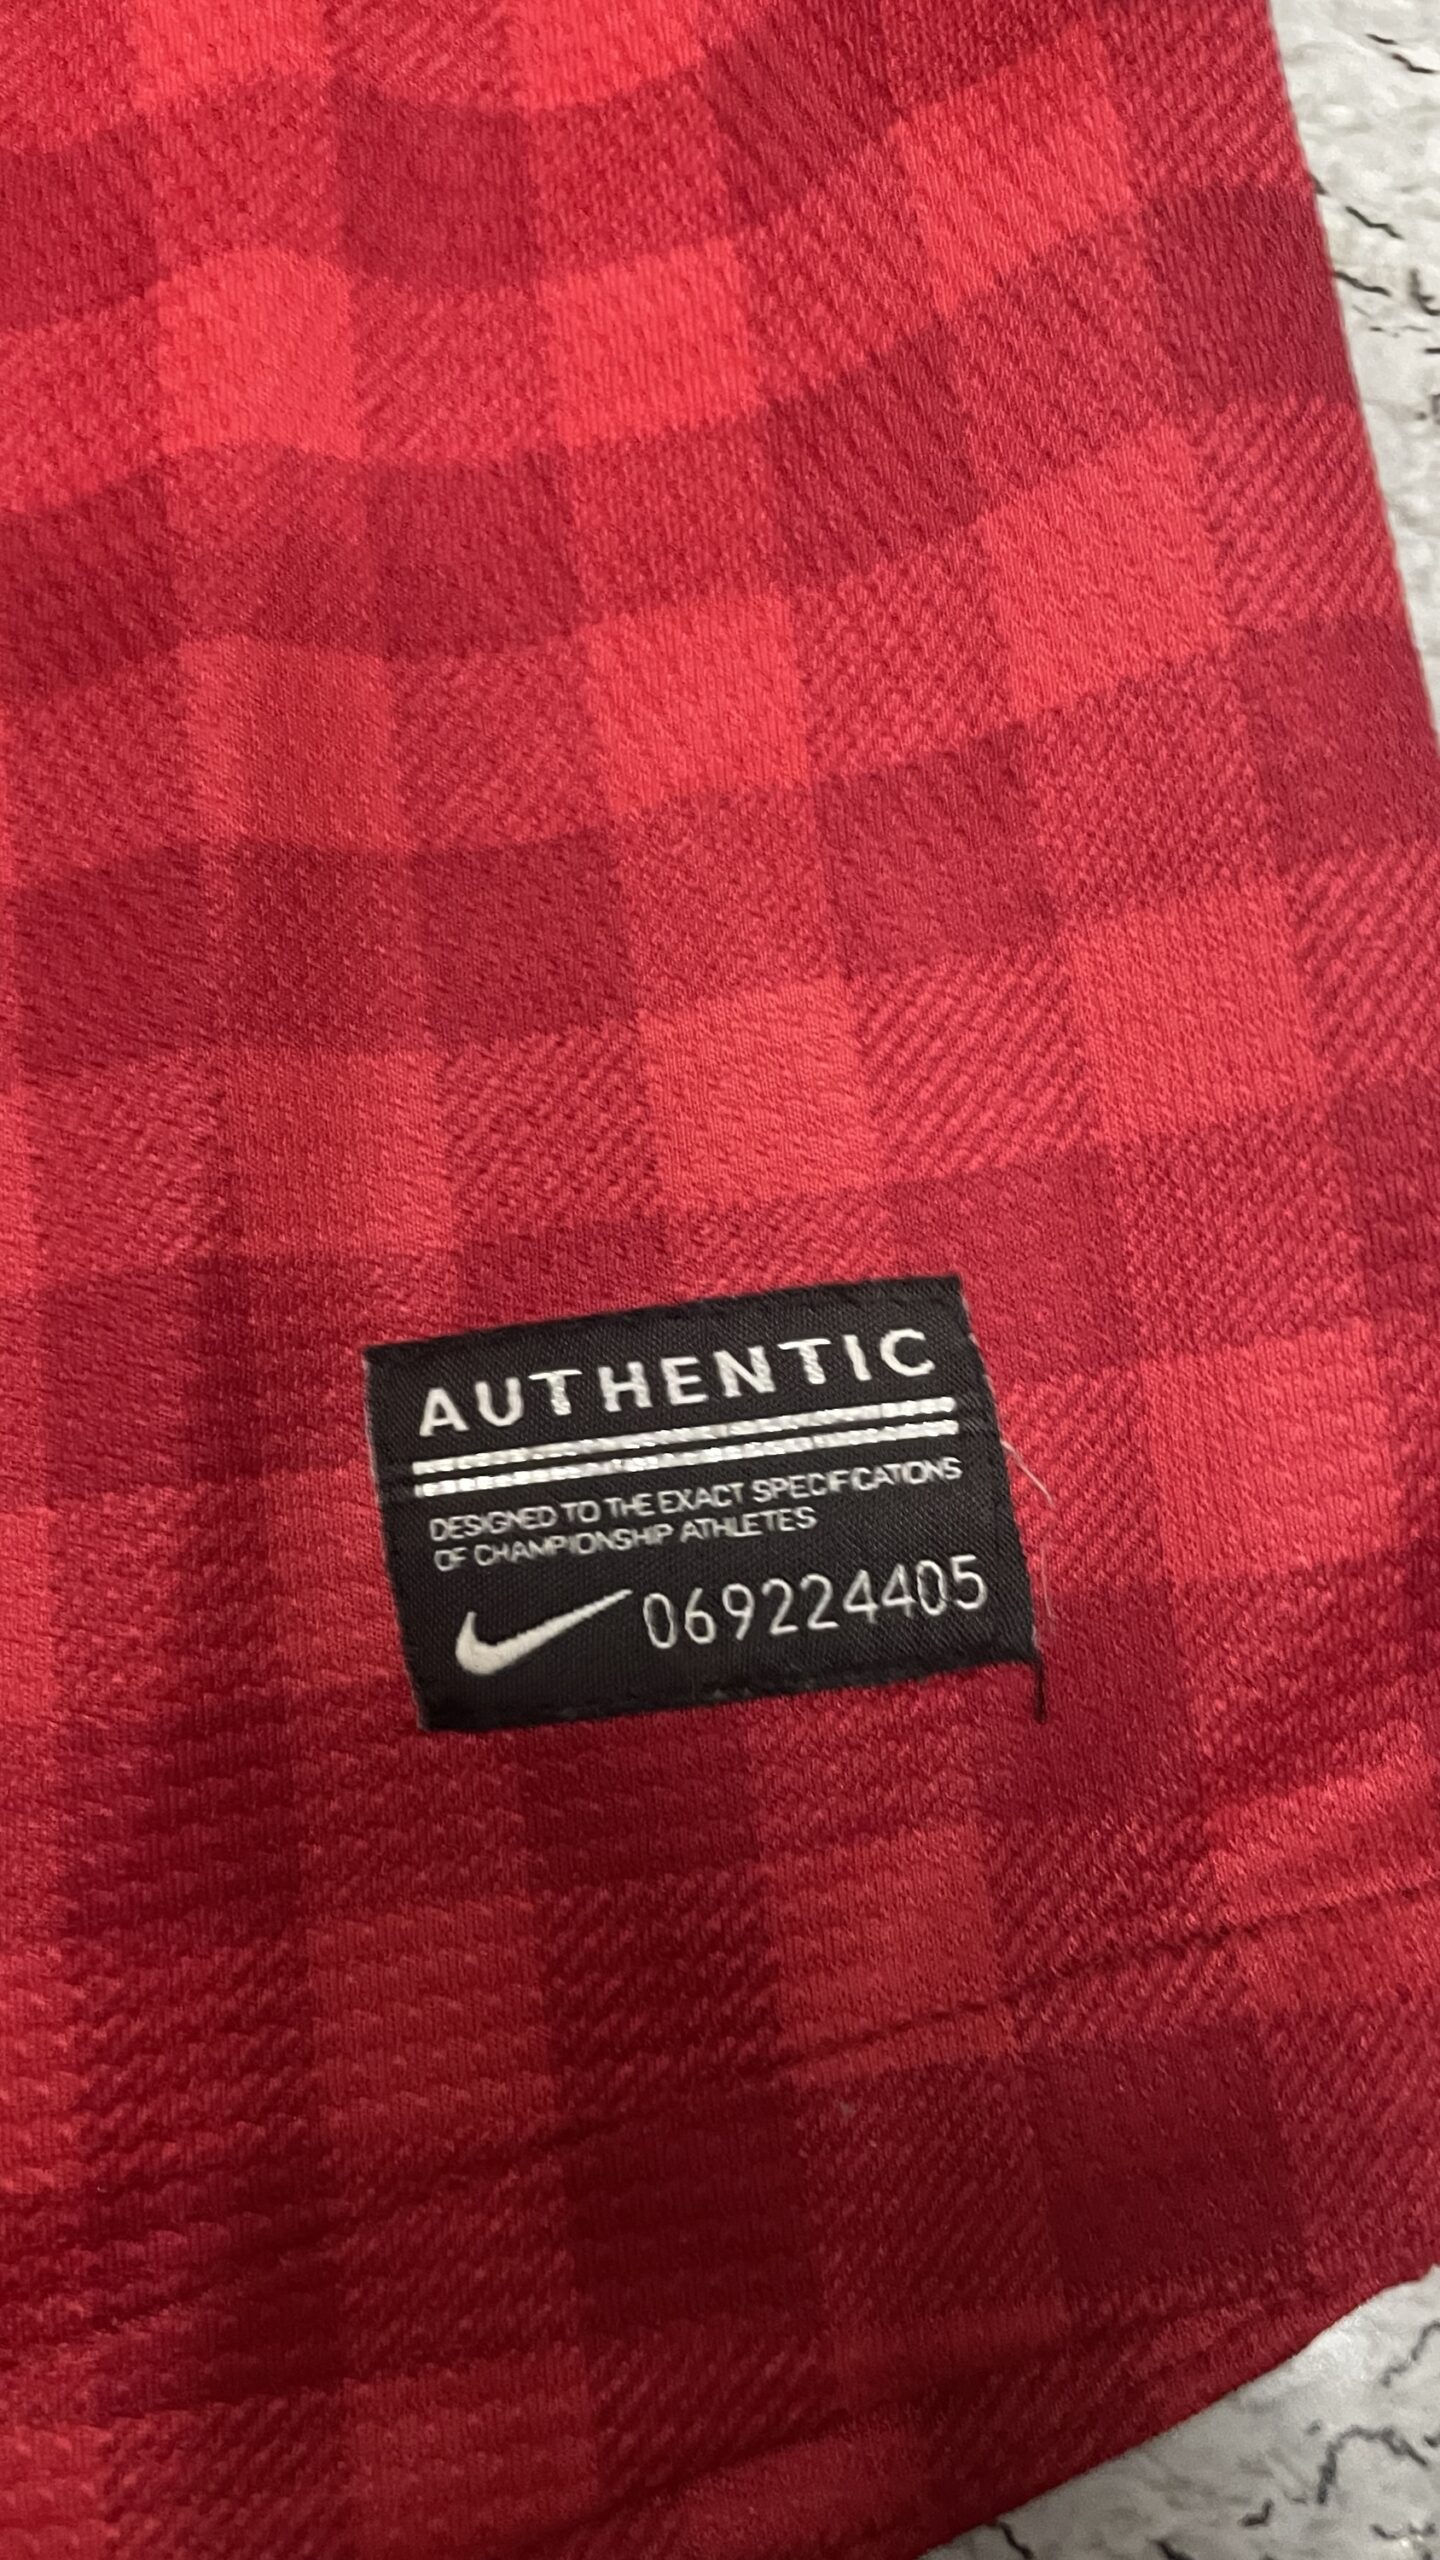 AUTHENTIC
DESIGNED TO THE EXACT SPECIFICATIONS
OF CHAMPIONSHIP ATHLETES
069224405